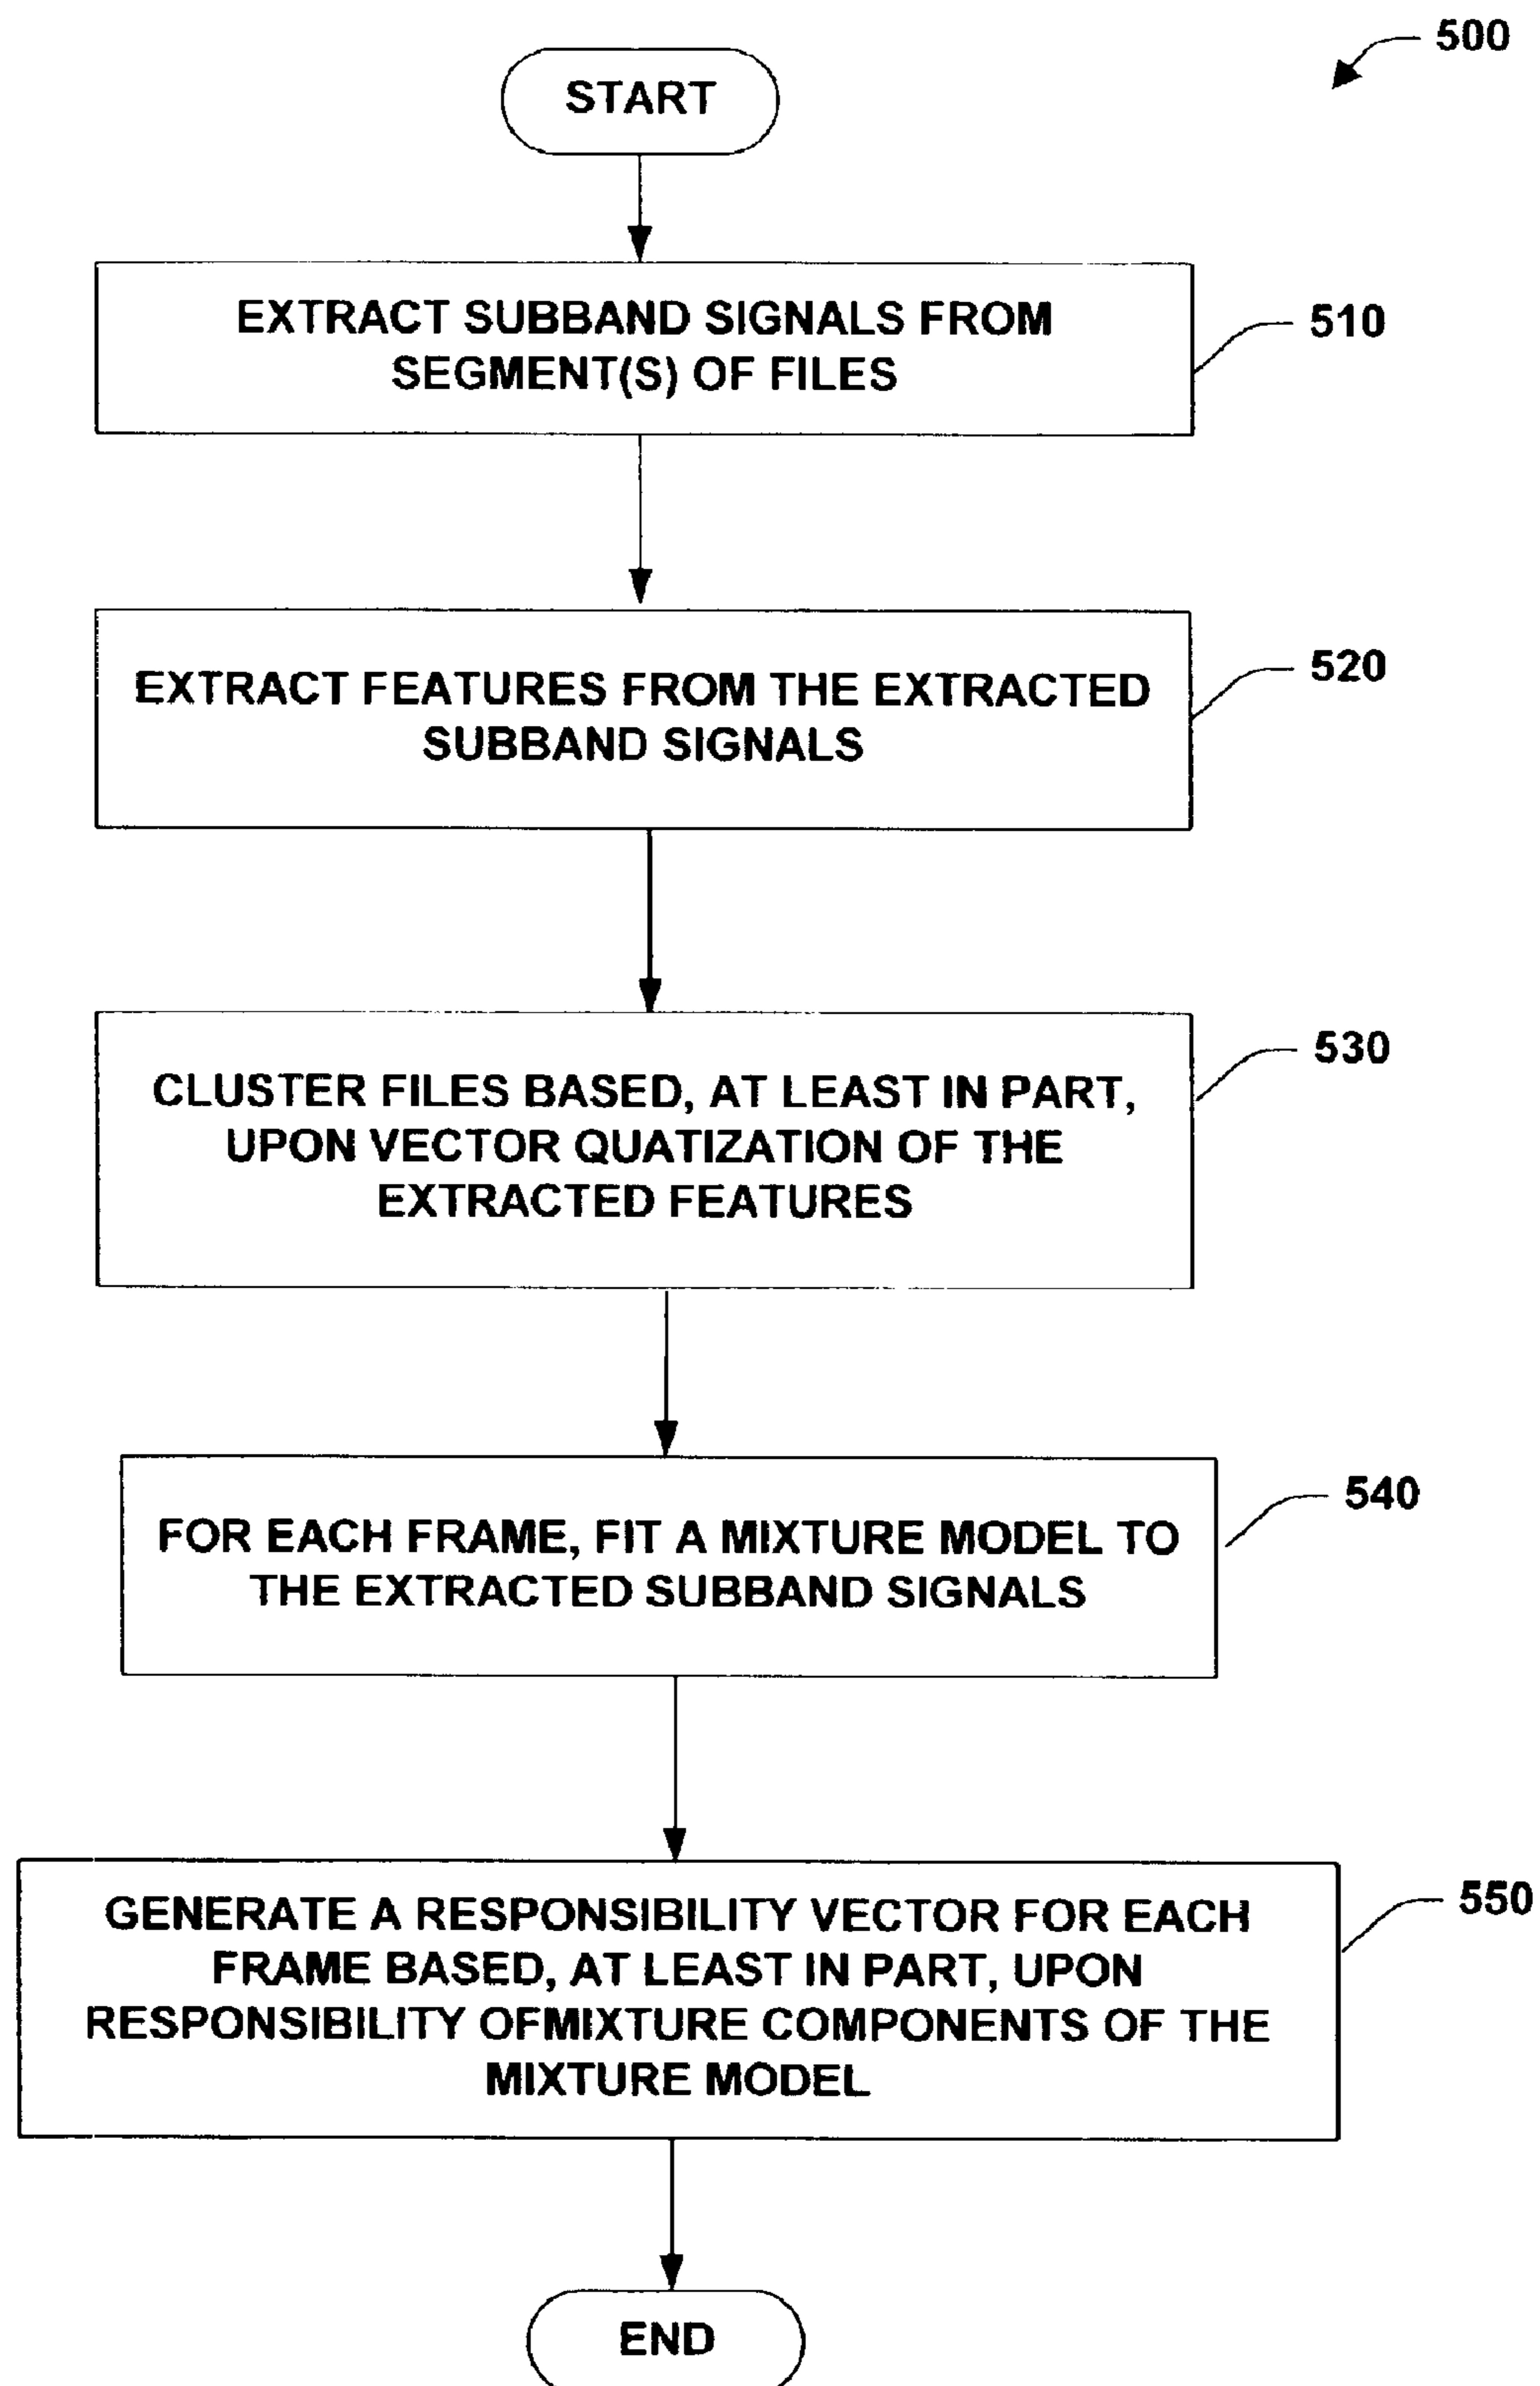 500
START
EXTRACT SUBBAND SIGNALS FROM
SEGMENT(S) OF FILES
510
EXTRACT FEATURES FROM THE EXTRACTED
SUBBAND SIGNALS
520
CLUSTER FILES BASED, AT LEAST IN PART,
UPON VECTOR QUATIZATION OF THE
EXTRACTED FEATURES
530
FOR EACH FRAME, FIT A MIXTURE MODEL TO
THE EXTRACTED SUBBAND SIGNALS
540
GENERATE A RESPONSIBILITY VECTOR FOR EACH
FRAME BASED, AT LEAST IN PART, UPON
RESPONSIBILITY OFMIXTURE COMPONENTS OF THE
MIXTURE MODEL
550
END